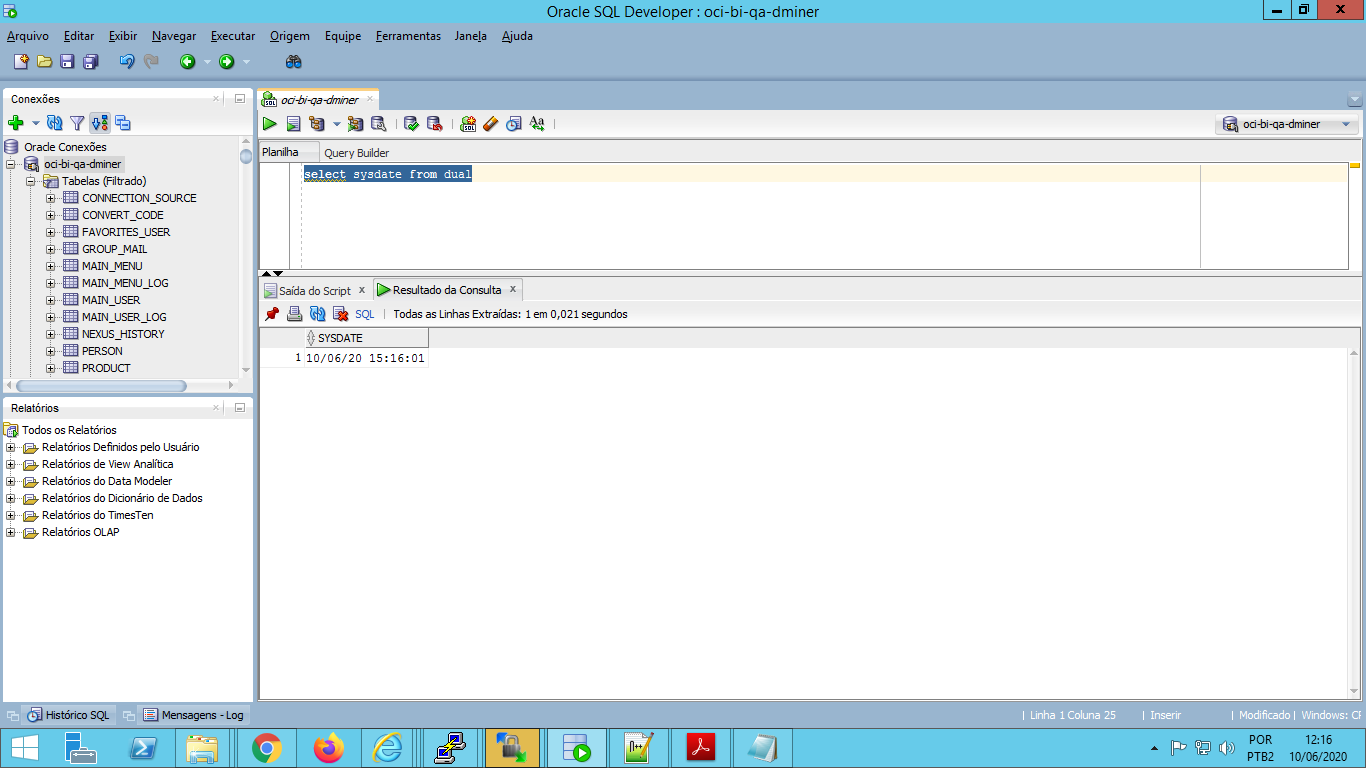 Oracle SQL Developer : oci-bi-qa-dminer
Arquivo Editar Exibir Navegar Executar Origem Equipe Ferramentas Janela Ajuda
Conexões
Oracle Conexões
oci-bi-qa-dminer
Tabelas (Filtrado)
CONNECTION_SOURCE
CONVERT_CODE
FAVORITES_USER
GROUP_MAIL
MAIN_MENU
MAIN_MENU_LOG
MAIN_USER
MAIN_USER_LOG
NEXUS_HISTORY
PERSON
PRODUCT
Relatórios
Todos os Relatórios
Relatórios Definidos pelo Usuário
Relatórios de View Analítica
Relatórios do Data Modeler
Relatórios do Dicionário de Dados
Relatórios do TimesTen
Relatórios OLAP
oci-bi-qa-dminer
oci-bi-qa-dminer
Planilha Query Builder
select sysdate from dual
Saída do Script x Resultado da Consulta x
SQL | Todas as Linhas Extraídas: 1 em 0,021 segundos
SYSDATE
1 10/06/20 15:16:01
Histórico SQL Mensagens - Log
| Linha 1 Coluna 25 | Inserir | Modificado | Windows: CF
POR 12:16
PTB2 10/06/2020